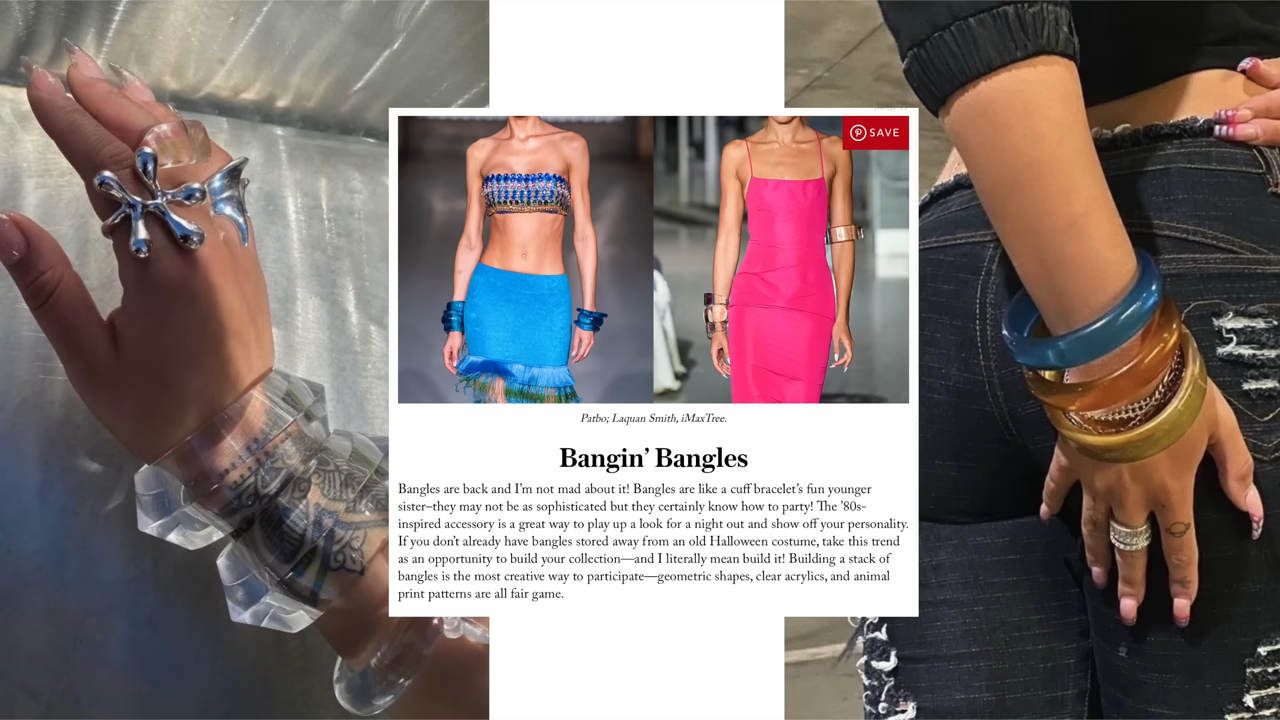 SAVE
Patbo; Laquan Smith, iMaxTree.
Bangin’ Bangles
Bangles are back and I’m not mad about it! Bangles are like a cuff bracelet’s fun younger
sister–they may not be as sophisticated but they certainly know how to party! The ’80s-
inspired accessory is a great way to play up a look for a night out and show off your personality.
If you don’t already have bangles stored away from an old Halloween costume, take this trend
as an opportunity to build your collection—and I literally mean build it! Building a stack of
bangles is the most creative way to participate—geometric shapes, clear acrylics, and animal
print patterns are all fair game.